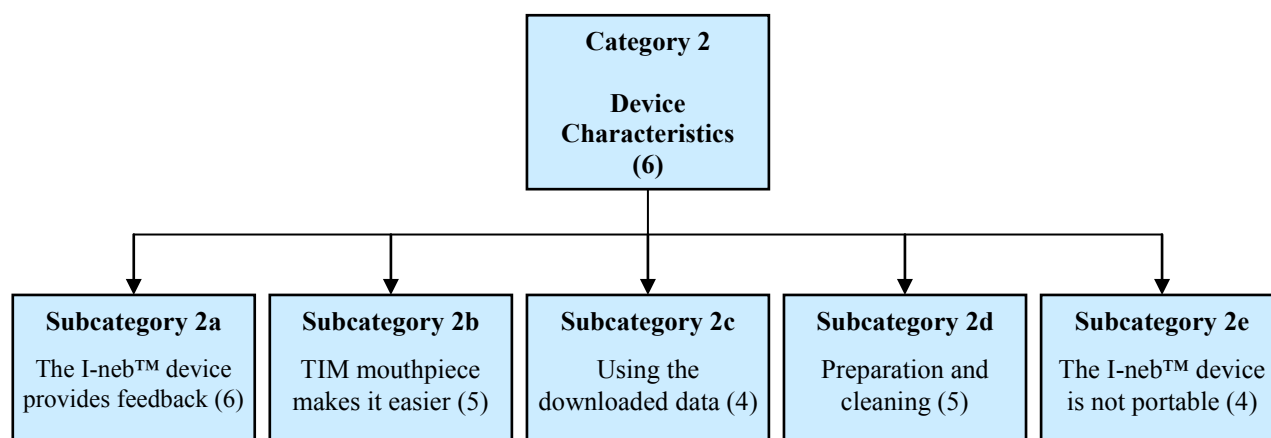 Category 2
Device
Characteristics
(6)
Subcategory 2a
The I-neb™ device
provides feedback (6)
Subcategory 2b
TIM mouthpiece
makes it easier (5)
Subcategory 2c
Using the
downloaded data (4)
Subcategory 2d
Preparation and
cleaning (5)
Subcategory 2e
The I-neb™ device
is not portable (4)